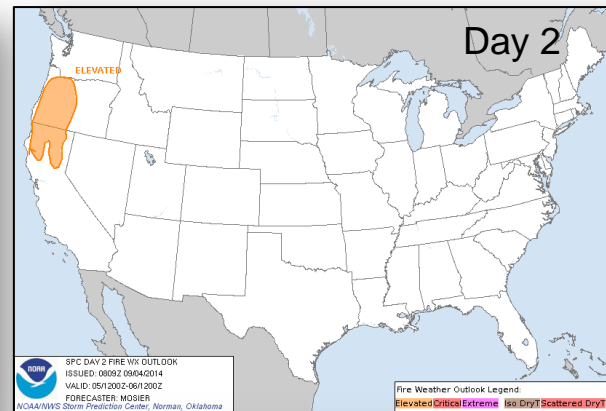 Day 2
ELEVATED
NOAA
SPC DAY 2 FIRE WX OUTLOOK
ISSUED: 0809Z 09/04/2014
VALID: 05/1200Z-06/1200Z
FORECASTER: MOSIER
NOAA/NWS Storm Prediction Center, Norman, Oklahoma
Fire Weather Outlook Legend:
Elevated Critical Extreme Iso DryT Scattered DryT